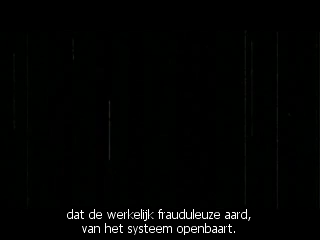 dat de werkelijk frauduleuze aard,
van het systeem openbaart.